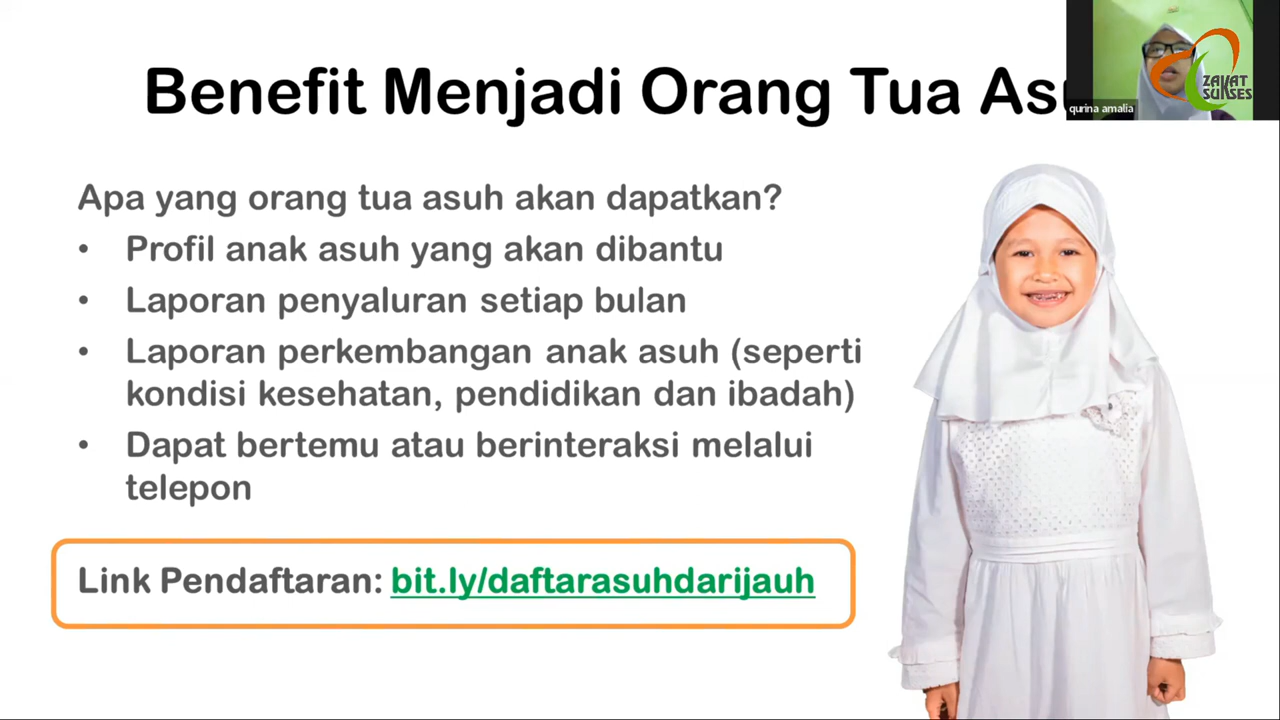 Benefit Menjadi Orang Tua
qurina amalia
ZAKAT
SUKSES
Apa yang orang tua asuh akan dapatkan?
• Profil anak asuh yang akan dibantu
• Laporan penyaluran setiap bulan
• Laporan perkembangan anak asuh (seperti
kondisi kesehatan, pendidikan dan ibadah)
• Dapat bertemu atau berinteraksi melalui
telepon
Link Pendaftaran: bit.ly/daftarasuhdarijauh